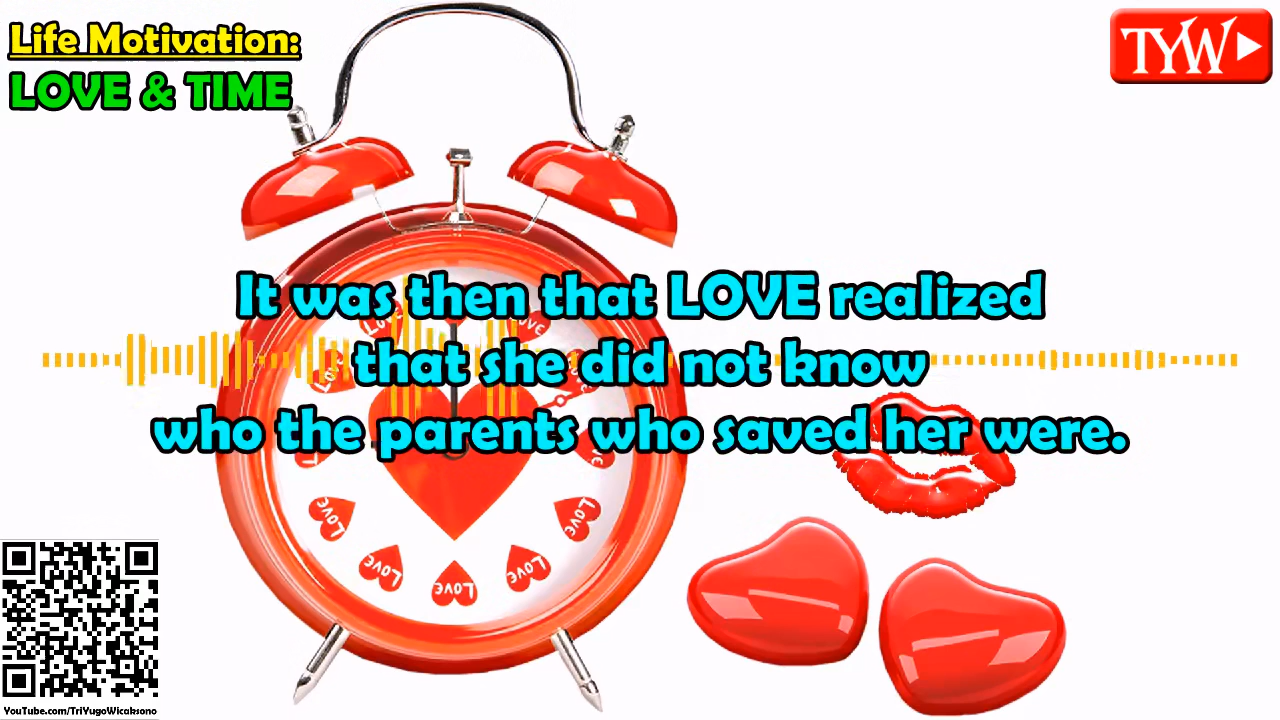 Life Motivation:
LOVE & TIME
TYW
It was then that LOVE realized
that she did not know
who the parents who saved her were.
LOVE
LOVE
LOVE
LOVE
LOVE
LOVE
LOVE
LOVE
YouTube.com/TriYugoWicaksono